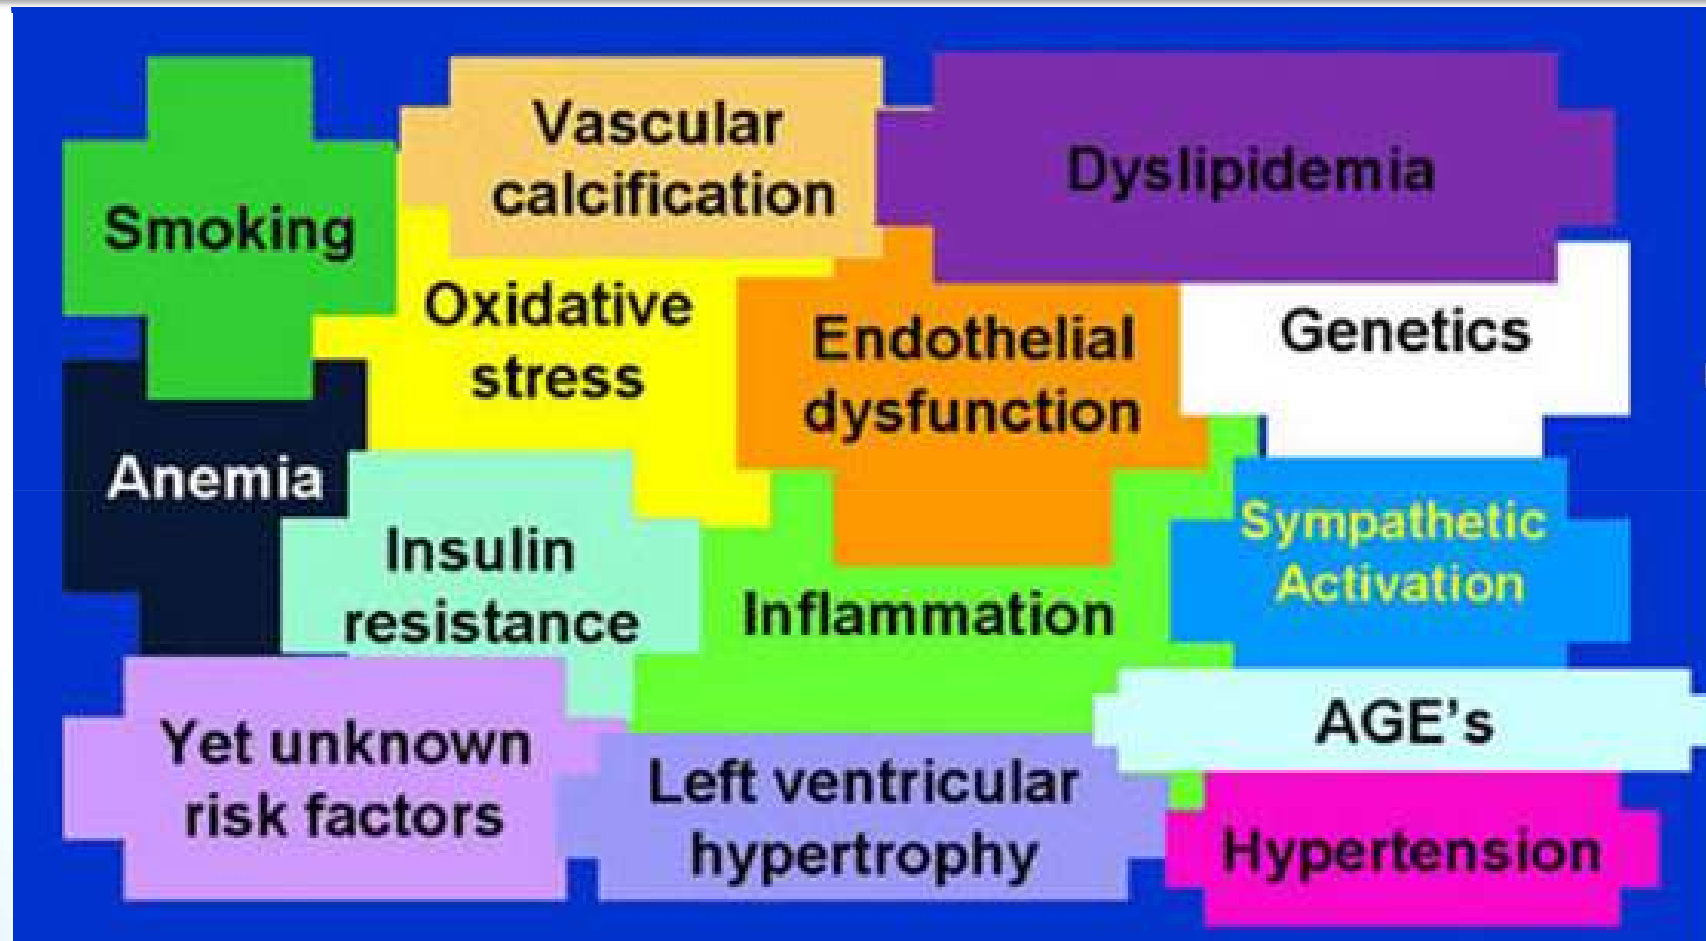 Smoking
Vascular
calcification
Dyslipidemia
Oxidative
stress
Endothelial
dysfunction
Genetics
Anemia
Insulin
resistance
Inflammation
Sympathetic
Activation
Yet unknown
risk factors
Left ventricular
hypertrophy
AGE’s
Hypertension